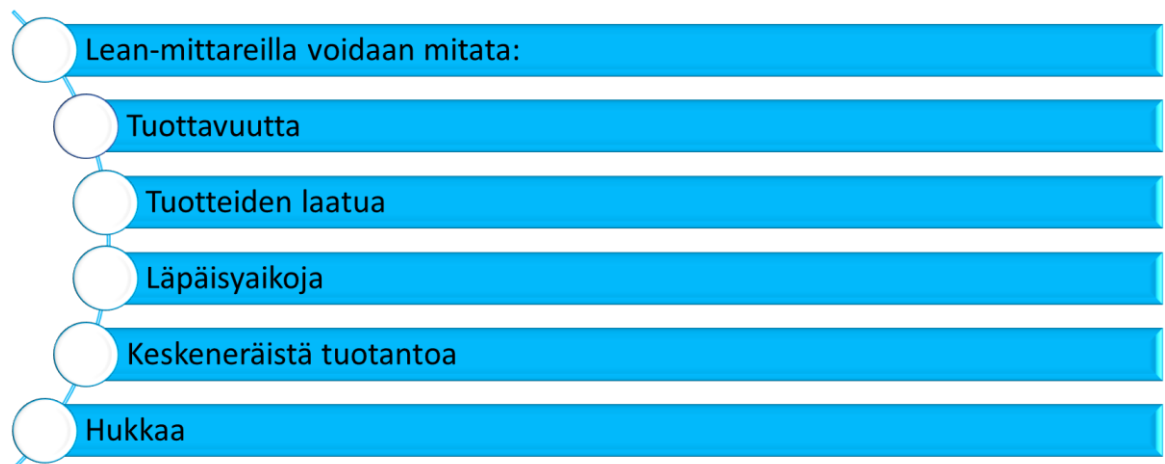 Lean-mittareilla voidaan mitata:
Tuottavuutta
Tuotteiden laatua
Läpäisyaikoja
Keskeneräistä tuotantoa
Hukkaa